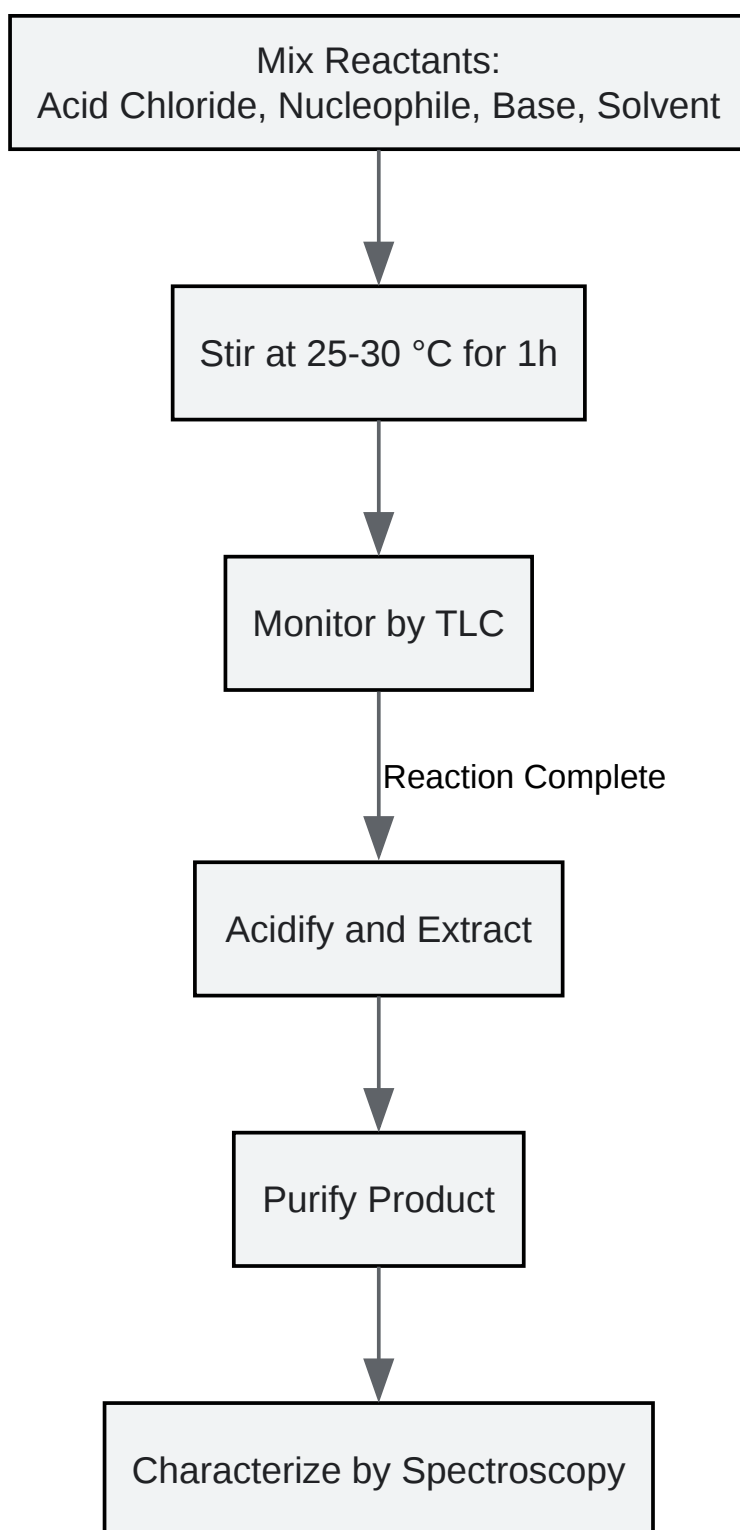 Mix Reactants:
Acid Chloride, Nucleophile, Base, Solvent
Stir at 25-30 °C for 1h
Monitor by TLC
Reaction Complete
Acidify and Extract
Purify Product
Characterize by Spectroscopy